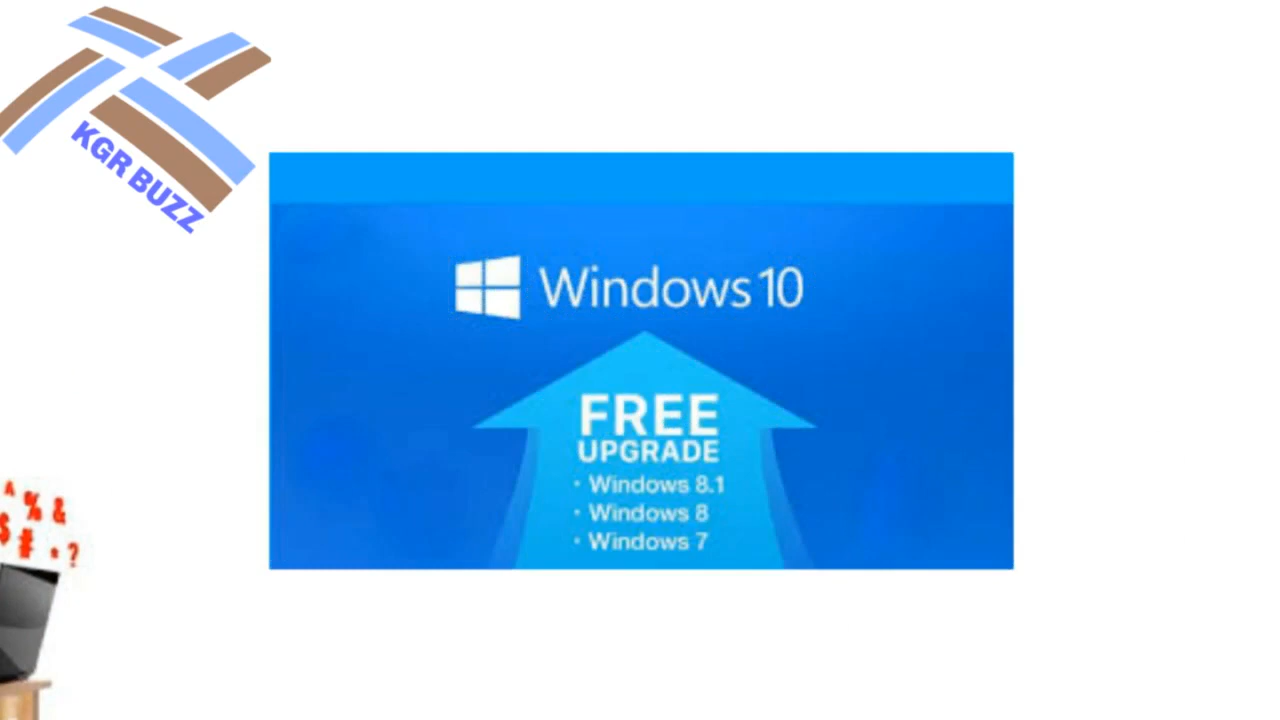 KGR BUZZ
Windows 10
FREE
UPGRADE
· Windows 8.1
· Windows 8
· Windows 7
^ % &
$ # * ?